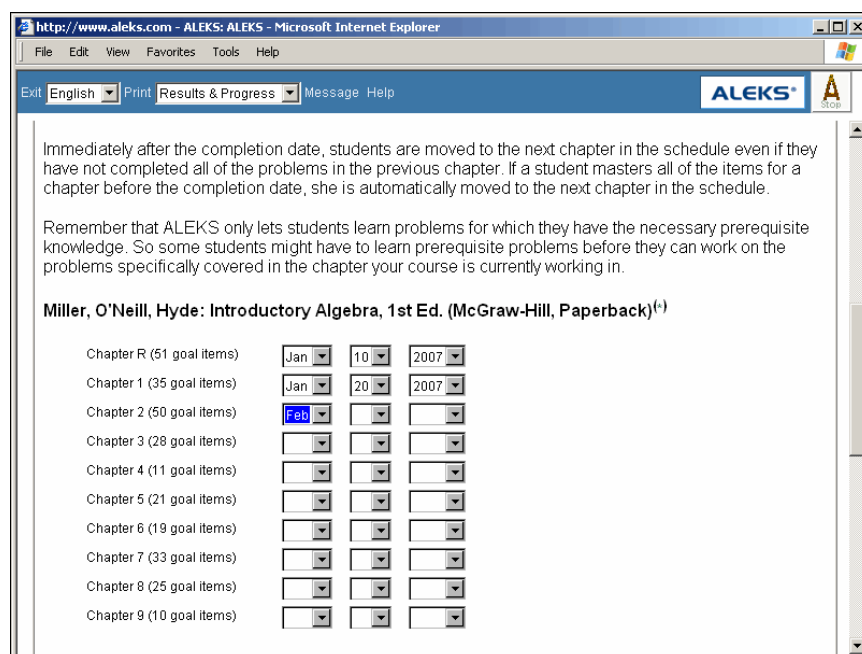 http://www.aleks.com - ALEKS: ALEKS - Microsoft Internet Explorer
File Edit View Favorites Tools Help
Exit English Print Results & Progress Message Help
ALEKS®
Stop
Immediately after the completion date, students are moved to the next chapter in the schedule even if they
have not completed all of the problems in the previous chapter. If a student masters all of the items for a
chapter before the completion date, she is automatically moved to the next chapter in the schedule.
Remember that ALEKS only lets students learn problems for which they have the necessary prerequisite
knowledge. So some students might have to learn prerequisite problems before they can work on the
problems specifically covered in the chapter your course is currently working in.
Miller, O'Neill, Hyde: Introductory Algebra, 1st Ed. (McGraw-Hill, Paperback)(*)
Chapter R (51 goal items) Jan 10 2007
Chapter 1 (35 goal items) Jan 20 2007
Chapter 2 (50 goal items) Feb
Chapter 3 (28 goal items)
Chapter 4 (11 goal items)
Chapter 5 (21 goal items)
Chapter 6 (19 goal items)
Chapter 7 (33 goal items)
Chapter 8 (25 goal items)
Chapter 9 (10 goal items)